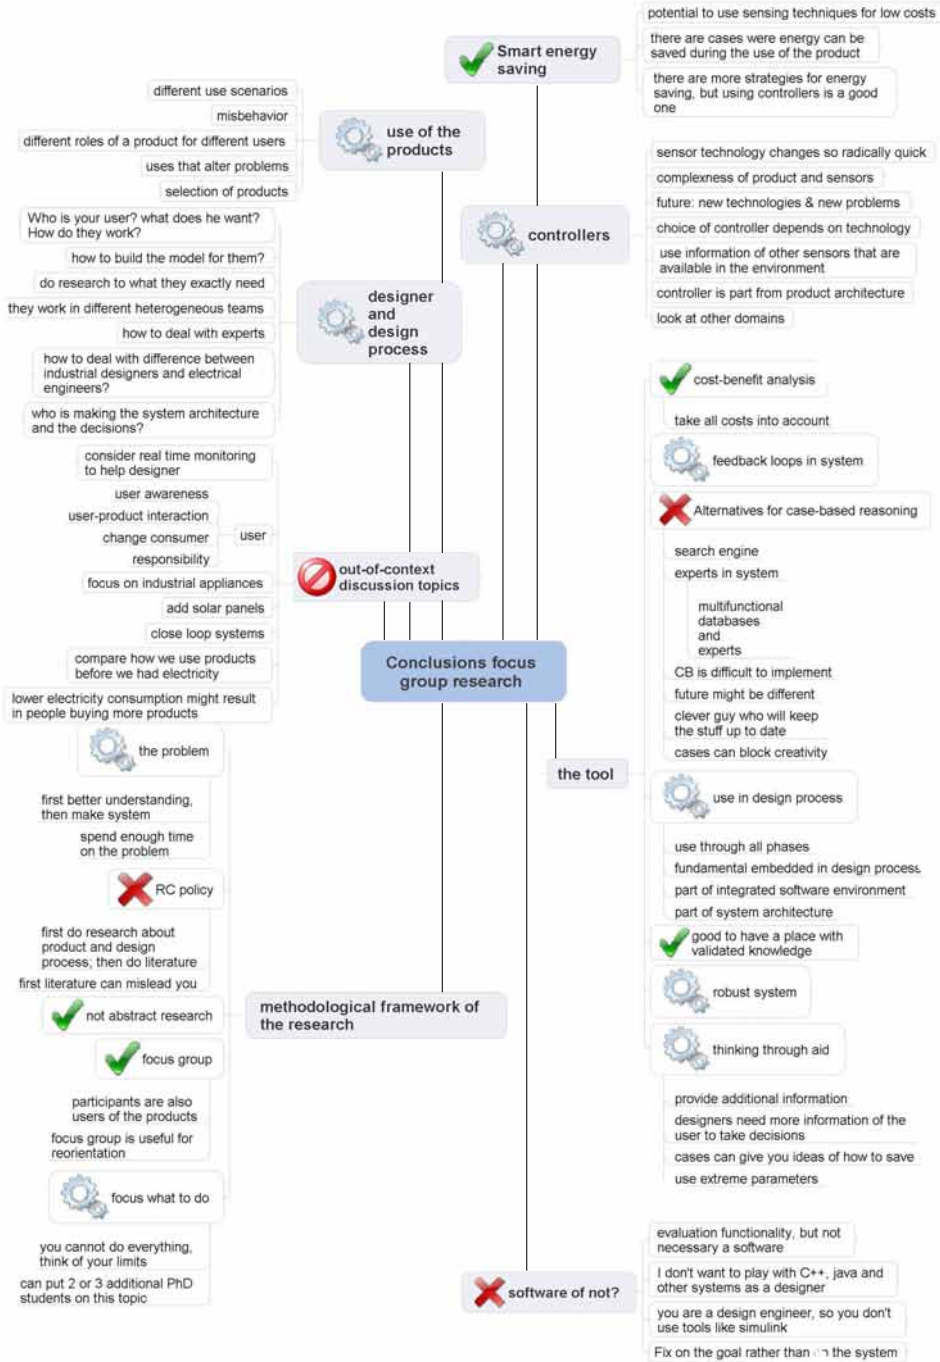 potential to use sensing techniques for low costs
Smart energy
saving
there are cases were energy can be
saved during the use of the product
there are more strategies for energy
saving, but using controllers is a good
one
different use scenarios
misbehavior
different roles of a product for different users
uses that alter problems
selection of products
use of the
products
sensor technology changes so radically quick
complexness of product and sensors
future: new technologies & new problems
choice of controller depends on technology
use information of other sensors that are
available in the environment
controller is part from product architecture
look at other domains
controllers
Who is your user? what does he want?
How do they work?
how to build the model for them?
do research to what they exactly need
they work in different heterogeneous teams
how to deal with experts
how to deal with difference between
industrial designers and electrical
engineers?
who is making the system architecture
and the decisions?
designer
and
design
process
consider real time monitoring
to help designer
user awareness
user-product interaction
change consumer
responsibility
user
focus on industrial appliances
add solar panels
close loop systems
compare how we use products
before we had electricity
lower electricity consumption might result
in people buying more products
out-of-context
discussion topics
Conclusions focus
group research
the tool
cost-benefit analysis
take all costs into account
feedback loops in system
Alternatives for case-based reasoning
search engine
experts in system
multifunctional
databases
and
experts
CB is difficult to implement
future might be different
clever guy who will keep
the stuff up to date
cases can block creativity
use in design process
use through all phases
fundamental embedded in design process
part of integrated software environment
part of system architecture
good to have a place with
validated knowledge
robust system
thinking through aid
provide additional information
designers need more information of the
user to take decisions
cases can give you ideas of how to save
use extreme parameters
the problem
first better understanding,
then make system
spend enough time
on the problem
RC policy
first do research about
product and design
process; then do literature
first literature can mislead you
not abstract research
methodological framework of
the research
focus group
participants are also
users of the products
focus group is useful for
reorientation
focus what to do
you cannot do everything,
think of your limits
can put 2 or 3 additional PhD
students on this topic
software of not?
evaluation functionality, but not
necessary a software
I don't want to play with C++, java and
other systems as a designer
you are a design engineer, so you don't
use tools like simulink
Fix on the goal rather than the system